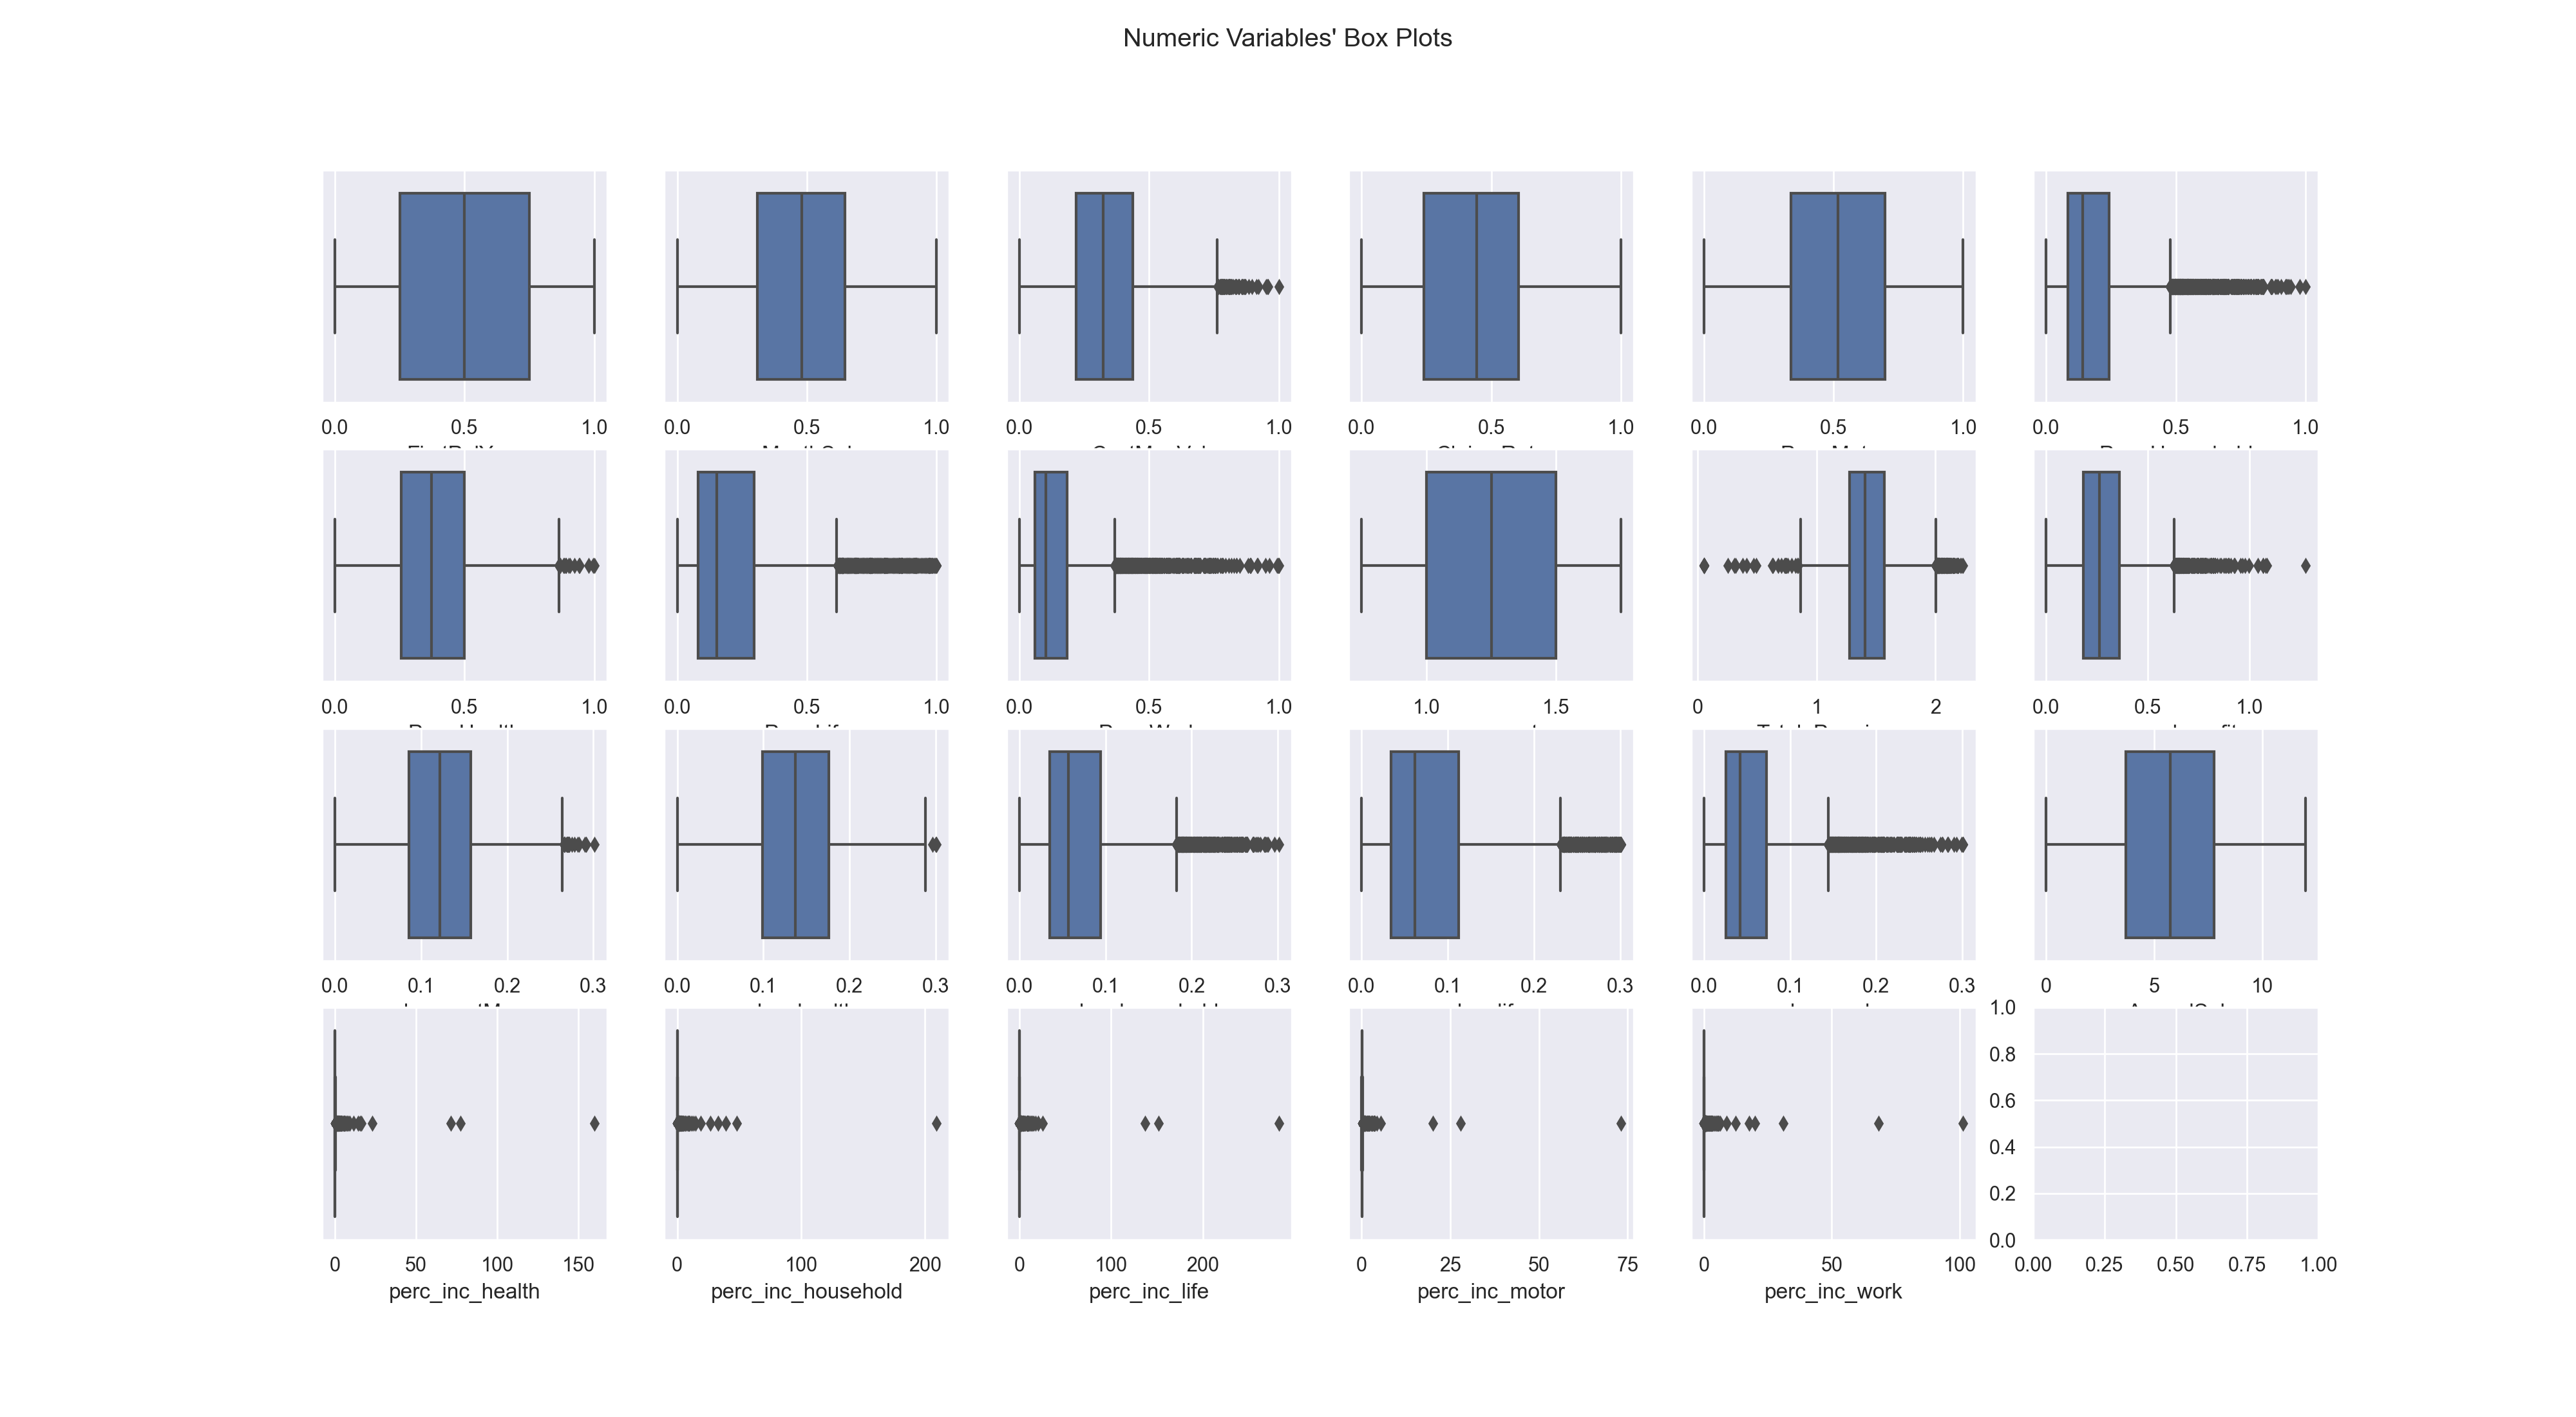 Numeric Variables' Box Plots
0.0 0.5 1.0 0.0 0.5 1.0 0.0 0.5 1.0 0.0 0.5 1.0 0.0 0.5 1.0 0.0 0.5 1.0
0.0 0.5 1.0 0.0 0.5 1.0 0.0 0.5 1.0 1.0 1.5 0 1 2 0.0 0.5 1.0
0.0 0.1 0.2 0.3 0.0 0.1 0.2 0.3 0.0 0.1 0.2 0.3 0.0 0.1 0.2 0.3 0.0 0.1 0.2 0.3 0 5 10
1.0
0.8
0.6
0.4
0.2
0.0
0 50 100 150 0 100 200 0 100 200 0 25 50 75 0 50 100 0.00 0.25 0.50 0.75 1.00
perc_inc_health perc_inc_household perc_inc_life perc_inc_motor perc_inc_work